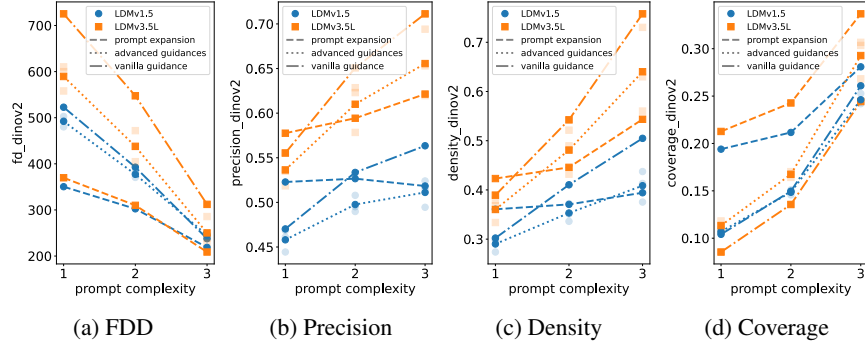 LDMv1.5
LDMv3.5L
prompt expansion
advanced guidances
vanilla guidance
fd_dinov2
700
600
500
400
300
200
1 2 3
prompt complexity
(a) FDD
LDMv1.5
LDMv3.5L
prompt expansion
advanced guidances
vanilla guidance
precision_dinov2
0.70
0.65
0.60
0.55
0.50
0.45
1 2 3
prompt complexity
(b) Precision
LDMv1.5
LDMv3.5L
prompt expansion
advanced guidances
vanilla guidance
density_dinov2
0.7
0.6
0.5
0.4
0.3
1 2 3
prompt complexity
(c) Density
LDMv1.5
LDMv3.5L
prompt expansion
advanced guidances
vanilla guidance
coverage_dinov2
0.30
0.25
0.20
0.15
0.10
1 2 3
prompt complexity
(d) Coverage